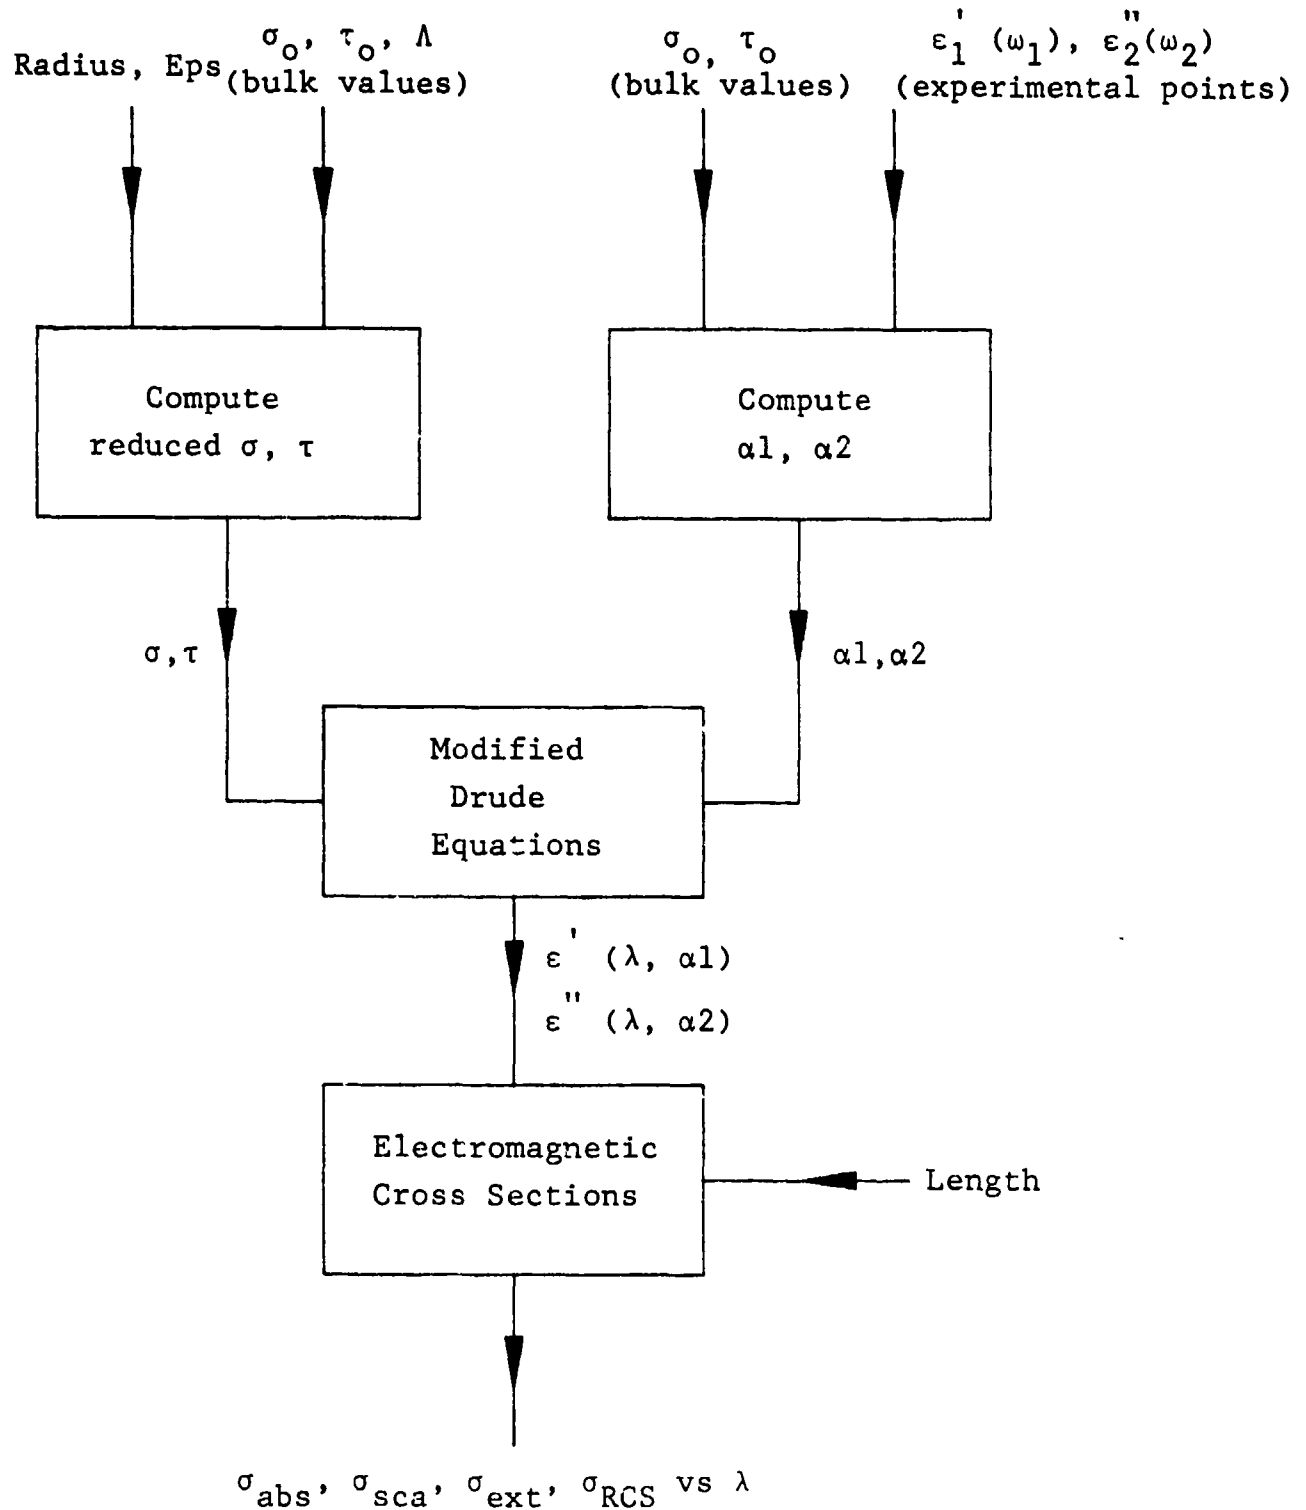 Radius, Eps
σo, τo, Λ
(bulk values)
σo, τo
(bulk values)
ε1' (ω1), ε2''(ω2)
(experimental points)
Compute
reduced σ, τ
Compute
α1, α2
σ,τ
α1,α2
Modified
Drude
Equations
ε' (λ, α1)
ε'' (λ, α2)
Electromagnetic
Cross Sections
Length
σabs, σsca, σext, σRCS vs λ